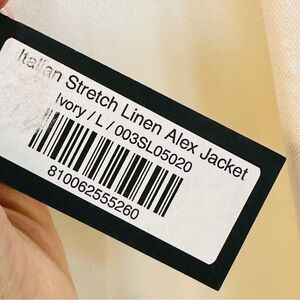 Italian Stretch Linen Alex Jacket
Ivory / L / 003SL05020
810062555260